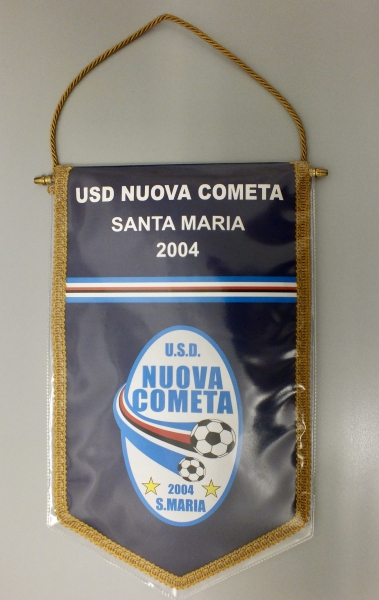 USD NUOVA COMETA
SANTA MARIA
2004
U.S.D.
NUOVA
COMETA
2004
S.MARIA